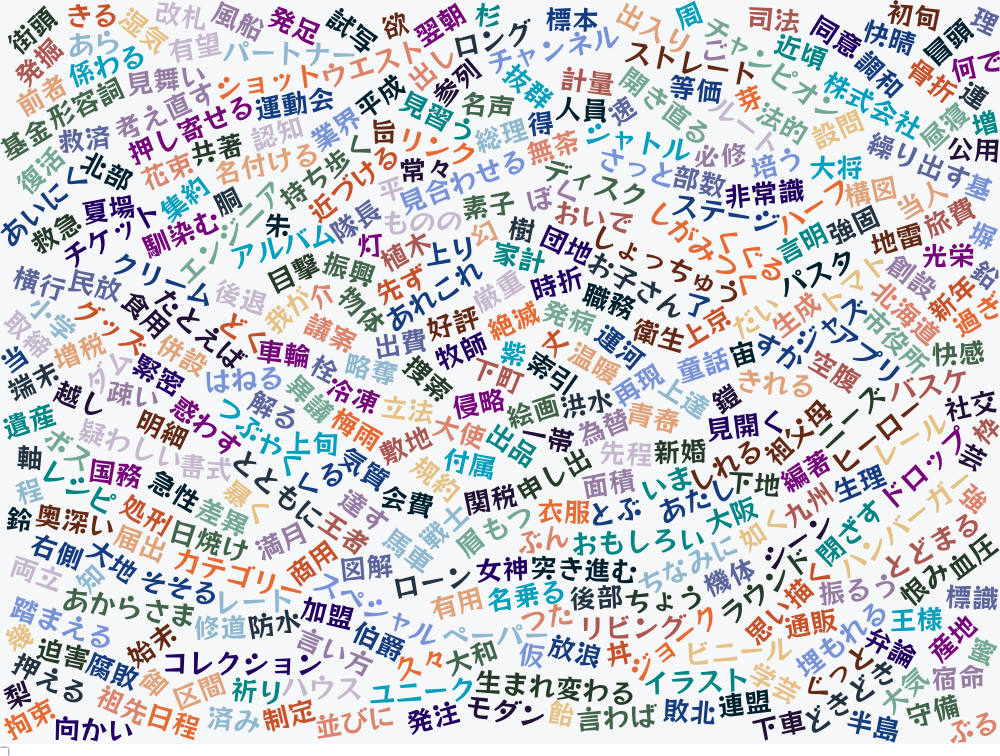 街頭 きる 湿気 改札 風船 発足 試写 欲 翌朝 杉 標本 出入り 周 司法 同意 初旬 理
発掘 あら 係わる 有望 パートナー ロング チャンネル ご チャンピオン 近頃 調和 快晴 冒頭 何で
前者 形容詞 見舞い ショット ウエスト 出し 参列 抜群 計量 ストレート 等価 芽 株式会社 骨折 連
基金 救済 考え直す 押し寄せる 運動会 平成 見習う 名声 人員 速 聞き直る ルーズ 法的 設問 増
復活 北部 花束 共著 認知 業界 旨 リンク 総理 得 無茶 シャトル 必修 培う 大将 繰り出す 公用
あいにく 夏場 集約 胴 名付ける 持ち歩く 近づける 常々 平 見合わせる ディスク さっと 部数 非常識 構図 当人 基
救急 チケット 馴染む エンジニア 朱 隊長 ものの 素子 ぼく おいで ステージ ハーフ 言明 強固 旅費 塀
横行 民放 クリーム アルバム 灯 植木 上り 幻 樹 団地 しがみつく くぐる 地雷 光栄
目撃 振興 家計 しょっちゅう お子さん パスタ トマト 創設 鉛
小学 グッズ 食用 たとえば 後退 我が 介 物体 先ず あれこれ 厳重 時折 職務 了 だい 生成 北海道 新年 過ぎ
取 増税 併設 どく 車輪 議案 出費 好評 絶滅 発病 運河 衛生 上京 ジャズ 市役所 快感
当 端末 緊密 はねる 栓 略奪 牧師 紫 丈 温暖 再現 童話 宙 すがすが アプリ
越し 疎い 惑わす 解る 異議 冷凍 捜索 下町 索引 上達 鎧 きれる 空腹 バスケ
遺産 ボス 疑わしい 明細 つぶやく 上旬 梅雨 立法 侵略 絵画 洪水 為替 青春 見開く 祖父母 ニーズ 社交
軸 レシピ 国務 書式 とともに くる 気質 敷地 大使 出品 一帯 先程 新婚 しれる ヒーロー レール 枠
程 急性 暴く 達す 会費 規約 付属 関税 申し出 面積 いま 下地 編著 生理 ドロップ 芸
鈴 奥深い 処刑 差異 日焼け 満月 王者 馬車 戦士 眉もつ 衣服 とぶ あたし 大阪 如く 九州 シーン 閉ざす ハンバーガー 強
右側 大地 届出 カテゴリー 商用 図解 ローン 女神 ぶん 突き進む おもしろい ちなみに ラウンド とどまる
両立 知 そそる レート スペシャル 有用 名乗る 後部 ちょう 機体 思い描く 振るう 恨み 血圧
踏まえる あからさま 修道 防水 加盟 伯爵 ペーパー つた リビング ジョーク 通販 埋もれる 王様 標識
幾 迫害 腐敗 始末 コレクション 言い方 久々 大和 仮 放浪 丼 ビニール 弁論 産地 蜜
押える 御 区間 祈り ハウス ユニーク 生まれ変わる イラスト 学芸 ぐっと 大気 宿命
梨 拘束 向かい 祖先 日程 済み 制定 並びに 発注 モダン 飴 言わば 敗北 連盟 下車 どきどき 半島 守備 ぶる